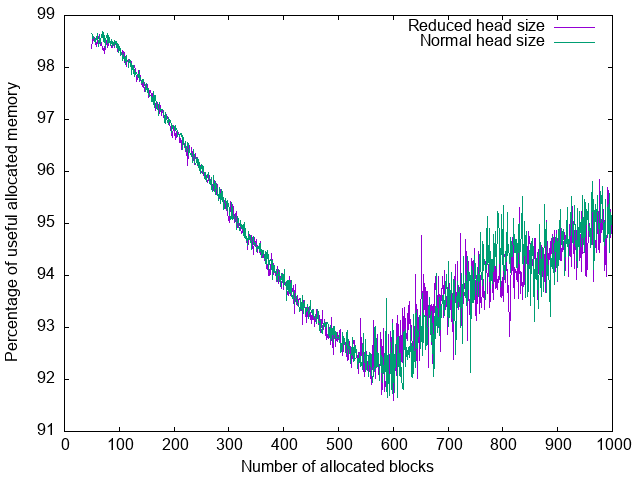 Reduced head size
Normal head size
99
98
97
96
95
94
93
92
91
0 100 200 300 400 500 600 700 800 900 1000
Number of allocated blocks
Percentage of useful allocated memory